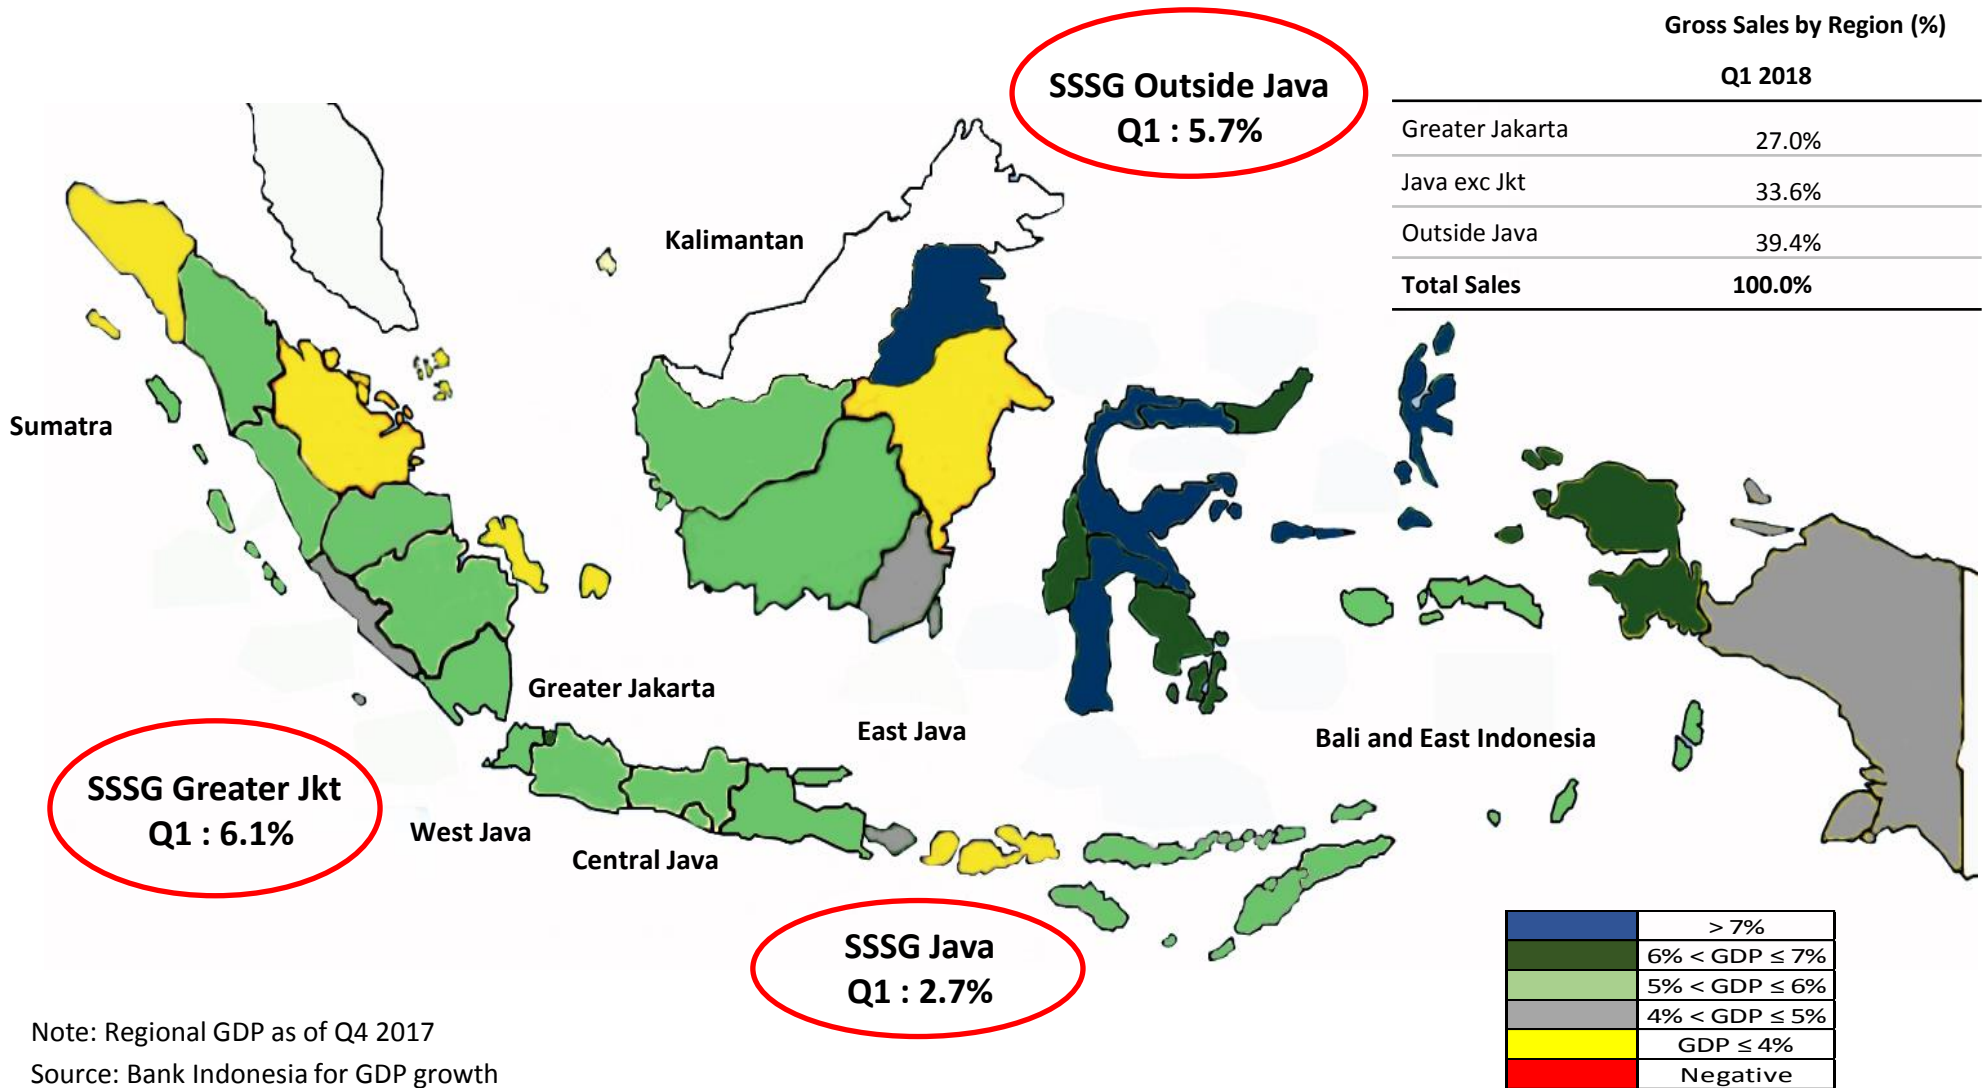 Gross Sales by Region (%)
Q1 2018
Greater Jakarta 27.0%
Java exc Jkt 33.6%
Outside Java 39.4%
Total Sales 100.0%
SSSG Outside Java
Q1 : 5.7%
Kalimantan
Sumatra
Greater Jakarta
East Java
Bali and East Indonesia
SSSG Greater Jkt
Q1 : 6.1%
West Java
Central Java
SSSG Java
Q1 : 2.7%
> 7%
6% < GDP ≤ 7%
5% < GDP ≤ 6%
4% < GDP ≤ 5%
GDP ≤ 4%
Negative
Note: Regional GDP as of Q4 2017
Source: Bank Indonesia for GDP growth